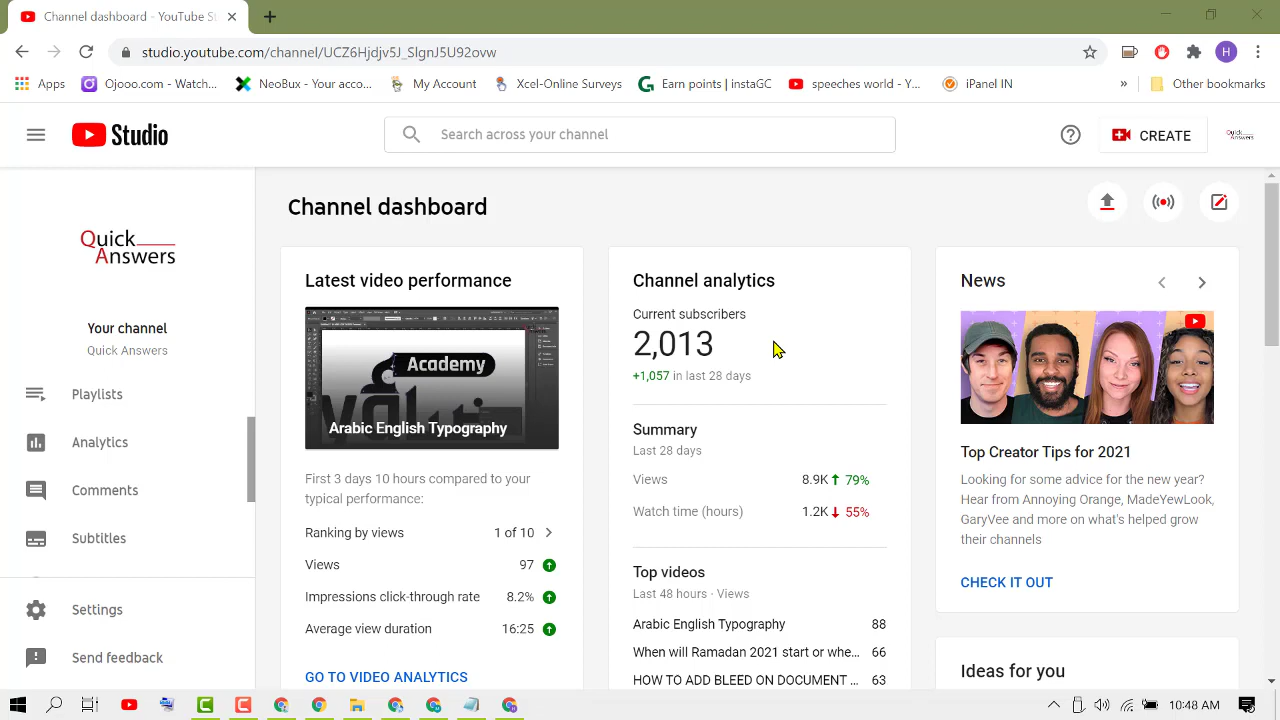 Channel dashboard - YouTube S
studio.youtube.com/channel/UCZ6Hjdjv5J_SlgnJ5U92ovw
H
Apps
Ojooo.com - Watch...
NeoBux - Your acco...
My Account
Xcel-Online Surveys
Earn points | instaGC
speeches world - Y...
iPanel IN
»
Other bookmarks
Studio
Search across your channel
CREATE
Quick
Answers
Quick
Answers
Your channel
Quick Answers
Playlists
Analytics
Comments
Subtitles
Settings
Send feedback
Channel dashboard
Latest video performance
Academy
Arabic English Typography
First 3 days 10 hours compared to your
typical performance:
Ranking by views 1 of 10
Views 97
Impressions click-through rate 8.2%
Average view duration 16:25
GO TO VIDEO ANALYTICS
Channel analytics
Current subscribers
2,013
+1,057 in last 28 days
Summary
Last 28 days
Views 8.9K 79%
Watch time (hours) 1.2K 55%
Top videos
Last 48 hours · Views
Arabic English Typography 88
When will Ramadan 2021 start or whe... 66
HOW TO ADD BLEED ON DOCUMENT ... 63
News
Top Creator Tips for 2021
Looking for some advice for the new year?
Hear from Annoying Orange, MadeYewLook,
GaryVee and more on what's helped grow
their channels
CHECK IT OUT
Ideas for you
10:48 AM